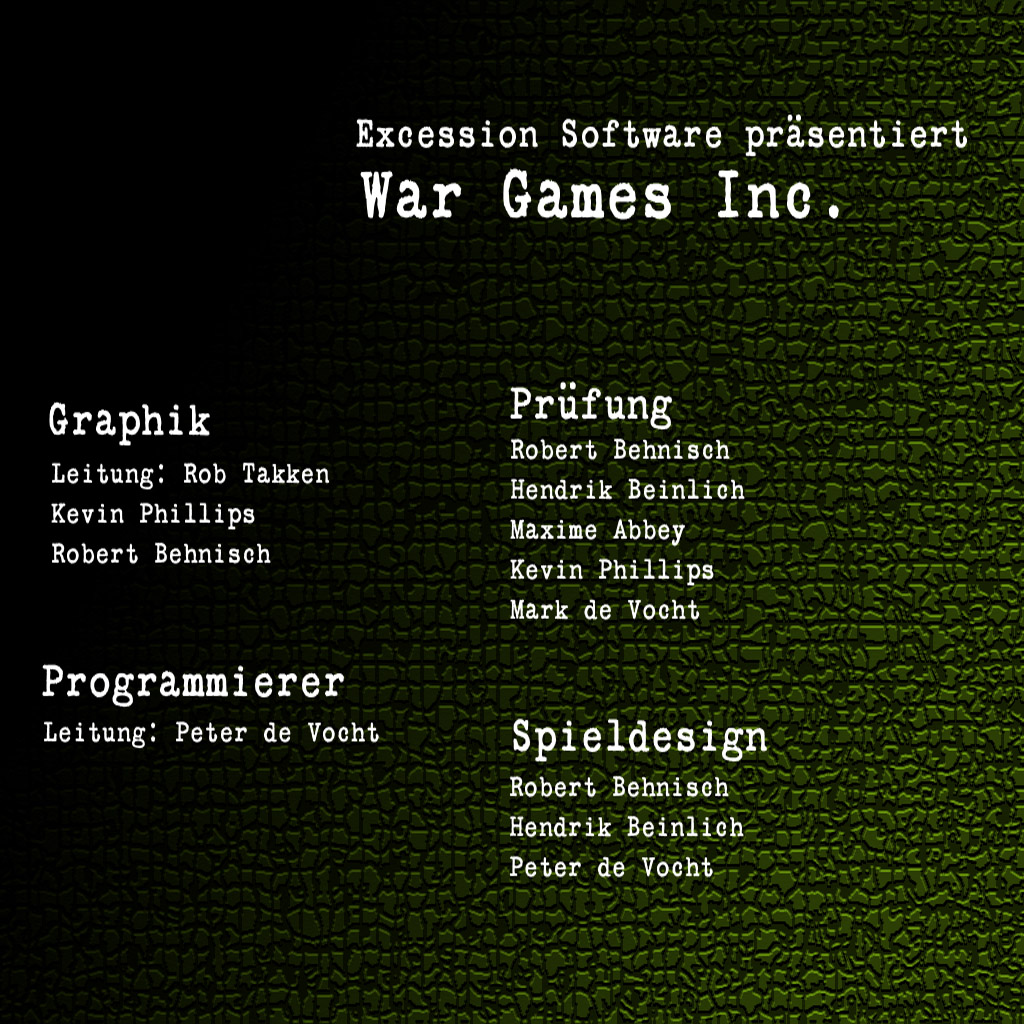 Excession Software präsentiert
War Games Inc.
Graphik
Leitung: Rob Takken
Kevin Phillips
Robert Behnisch
Programmierer
Leitung: Peter de Vocht
Prüfung
Robert Behnisch
Hendrik Beinlich
Maxime Abbey
Kevin Phillips
Mark de Vocht
Spieldesign
Robert Behnisch
Hendrik Beinlich
Peter de Vocht